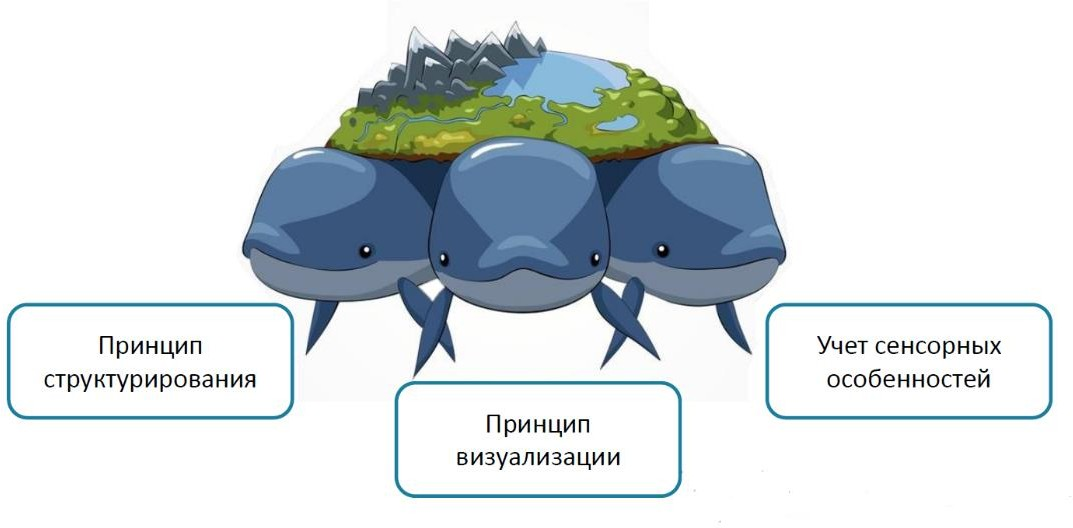 Принцип
структурирования
Принцип
визуализации
Учет сенсорных
особенностей